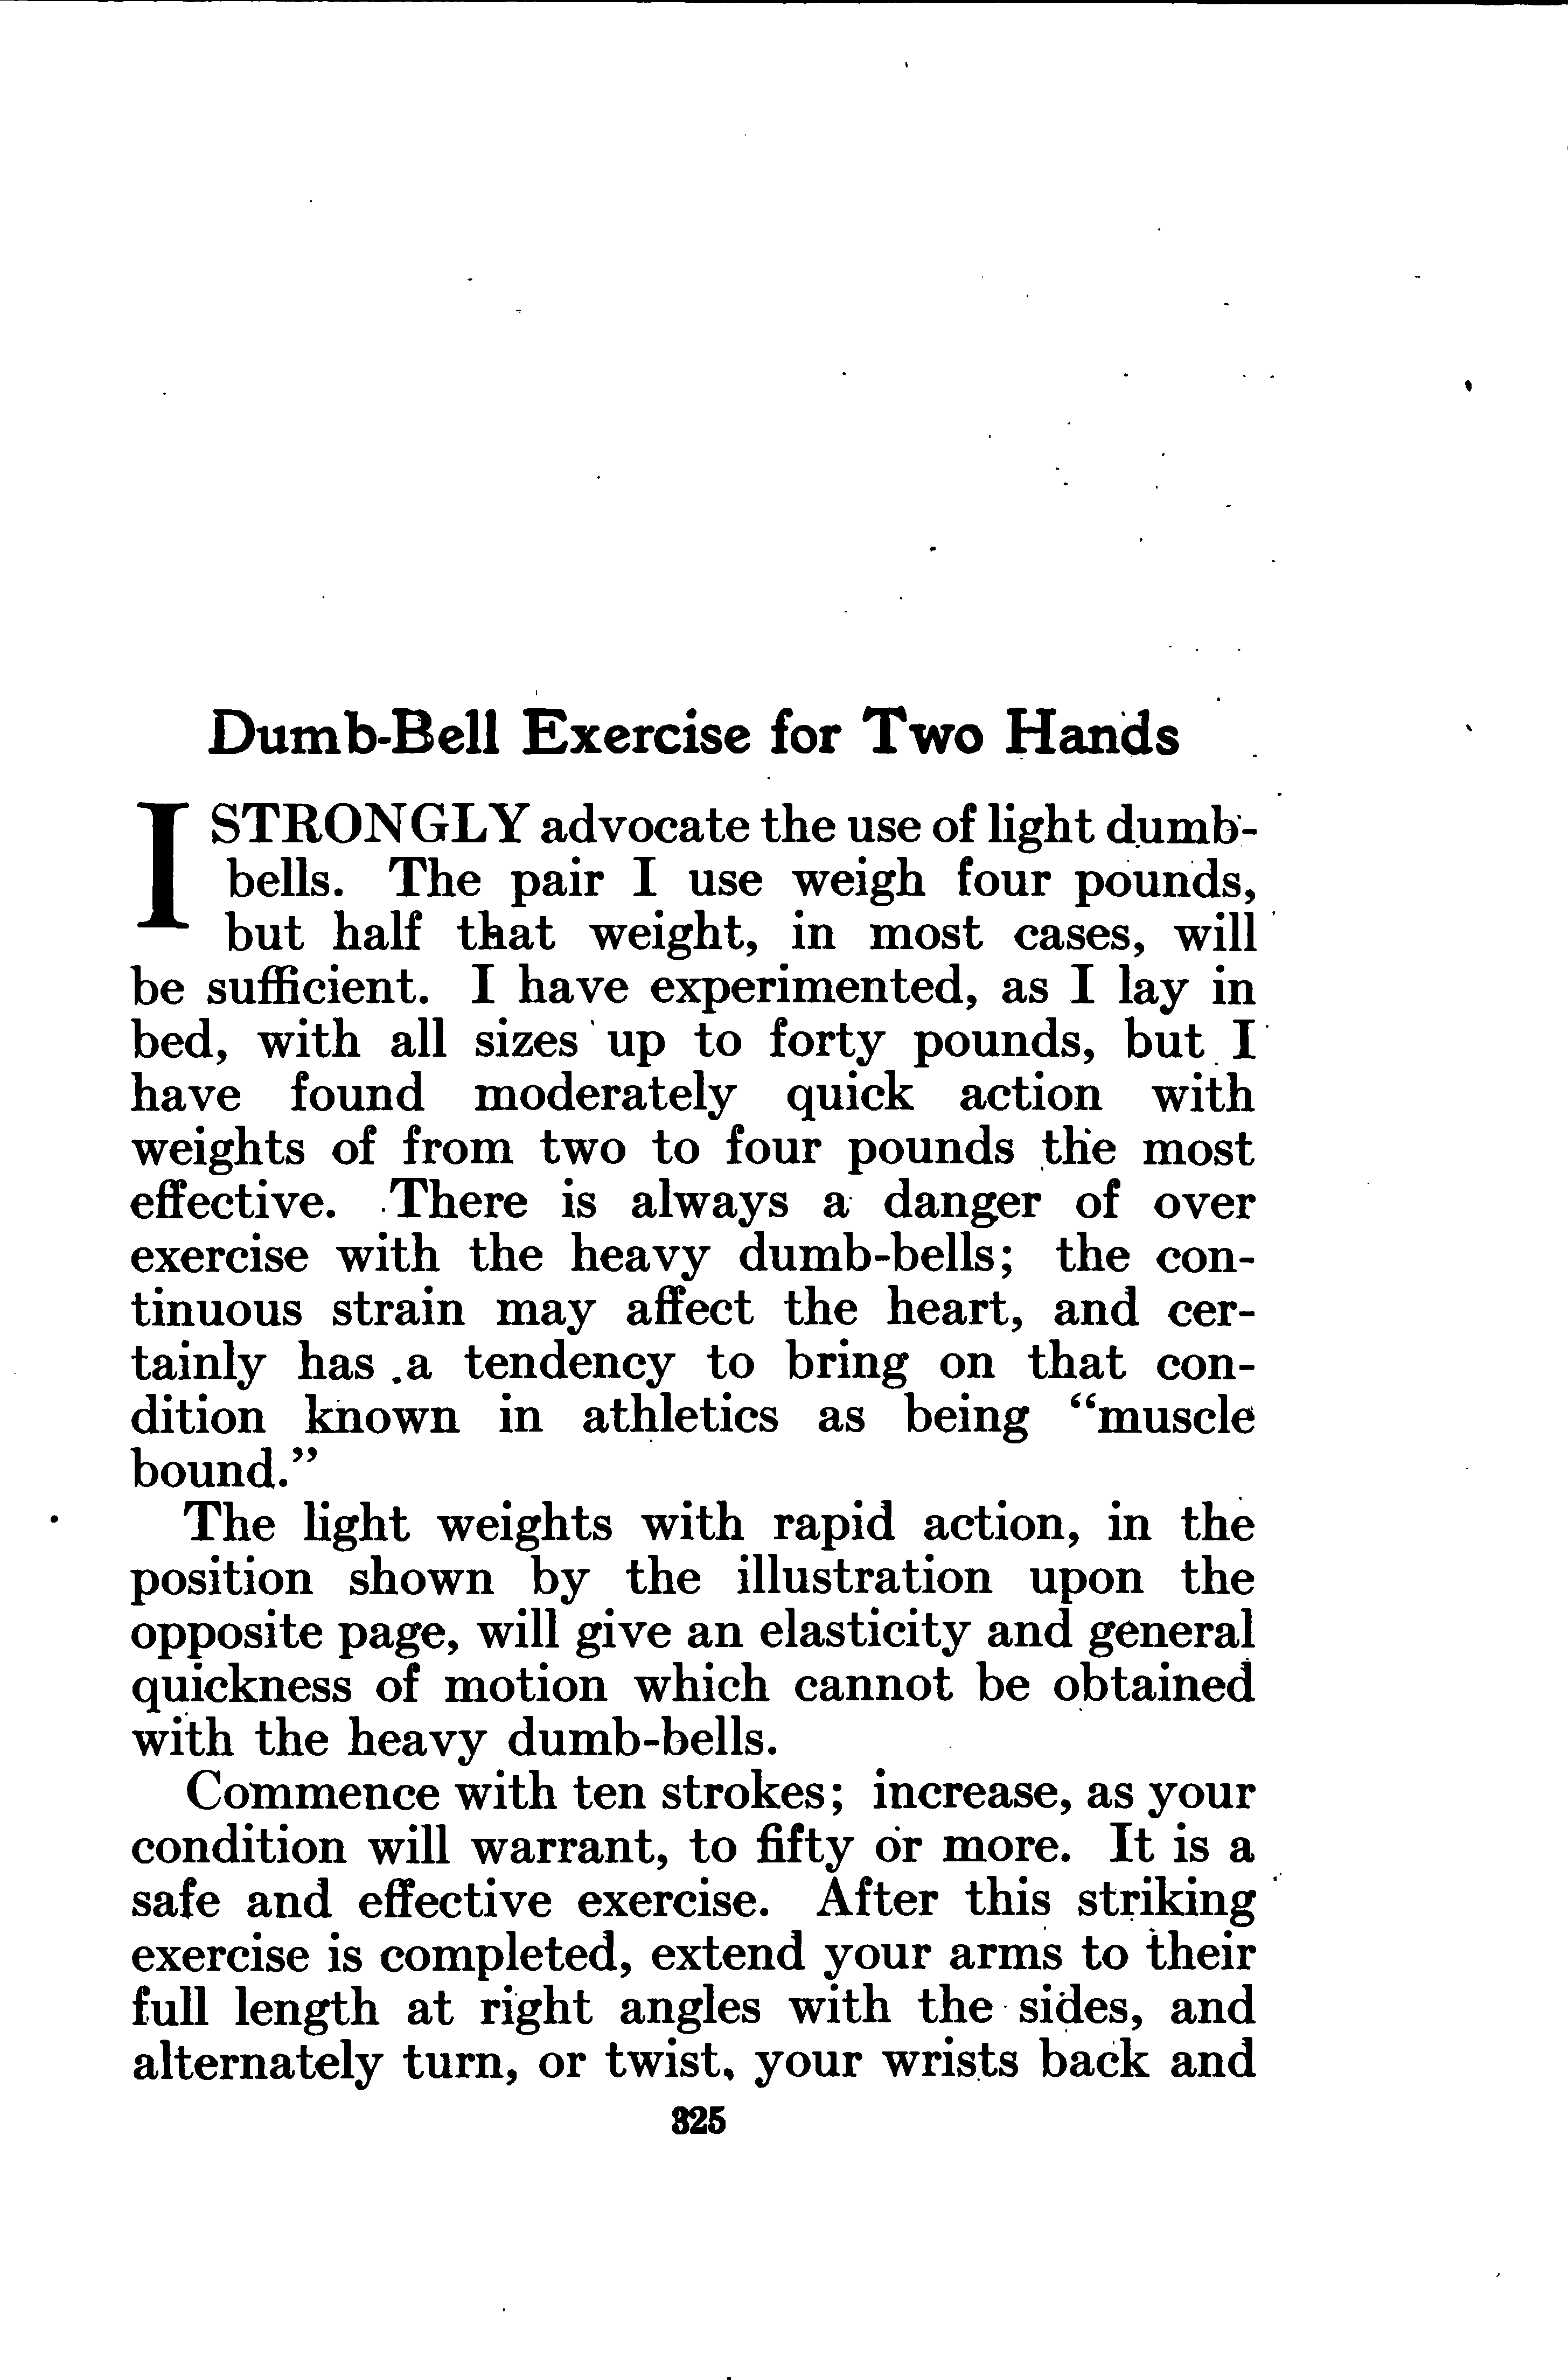 Dumb-Bell Exercise for Two Hands
I STRONGLY advocate the use of light dumb-
bells. The pair I use weigh four pounds,
but half that weight, in most cases, will
be sufficient. I have experimented, as I lay in
bed, with all sizes up to forty pounds, but I
have found moderately quick action with
weights of from two to four pounds the most
effective. There is always a danger of over
exercise with the heavy dumb-bells; the con-
tinuous strain may affect the heart, and cer-
tainly has a tendency to bring on that con-
dition known in athletics as being “muscle
bound.”
The light weights with rapid action, in the
position shown by the illustration upon the
opposite page, will give an elasticity and general
quickness of motion which cannot be obtained
with the heavy dumb-bells.
Commence with ten strokes; increase, as your
condition will warrant, to fifty or more. It is a
safe and effective exercise. After this striking
exercise is completed, extend your arms to their
full length at right angles with the sides, and
alternately turn, or twist, your wrists back and
325